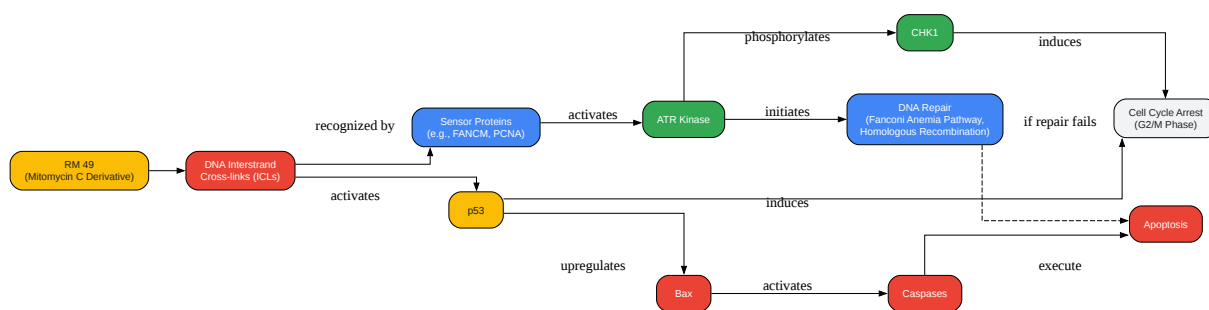 phosphorylates
CHK1
induces
recognized by
Sensor Proteins
(e.g., FANCM, PCNA)
activates
ATR Kinase
initiates
DNA Repair
(Fanconi Anemia Pathway,
Homologous Recombination)
if repair fails
Cell Cycle Arrest
(G2/M Phase)
RM 49
(Mitomycin C Derivative)
DNA Interstrand
Cross-links (ICLs)
activates
p53
induces
Apoptosis
upregulates
Bax
activates
Caspases
execute